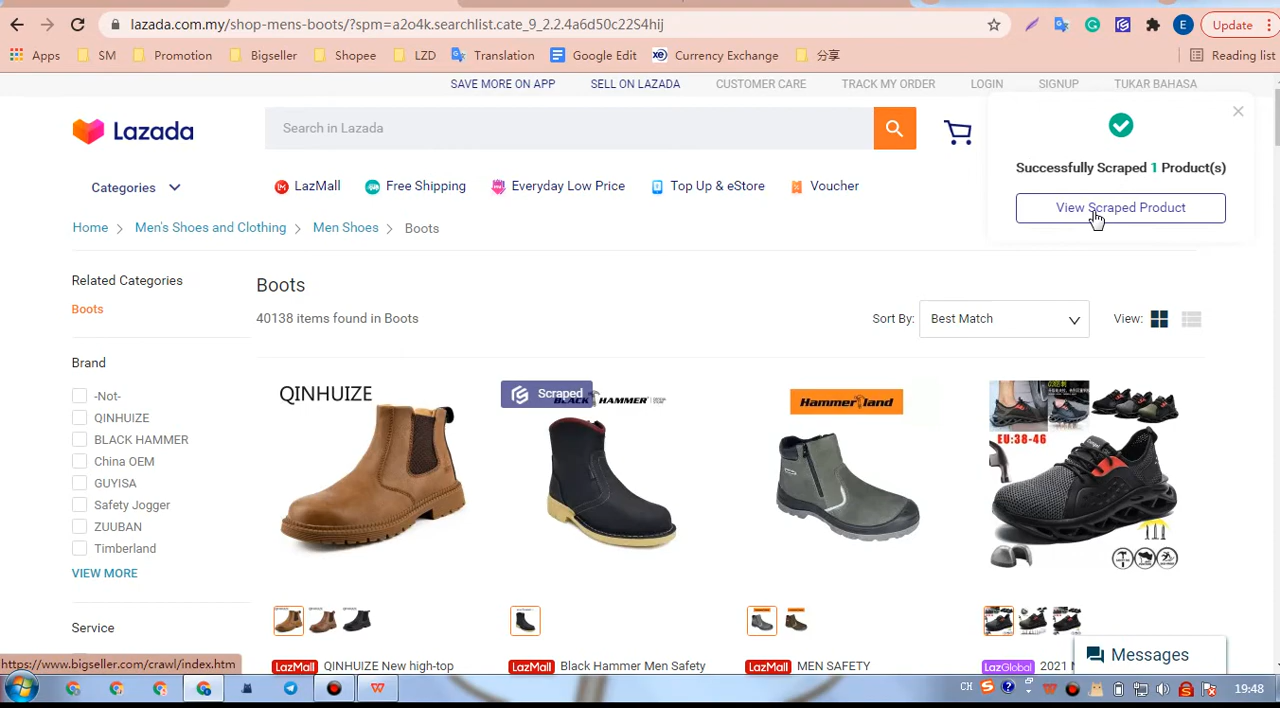 lazada.com.my/shop-mens-boots/?spm=a2o4k.searchlist.cate_9_2.2.4a6d50c22S4hij
E
Update
Apps
SM
Promotion
Bigseller
Shopee
LZD
Translation
Google Edit
xe
Currency Exchange
分享
Reading list
SAVE MORE ON APP
SELL ON LAZADA
CUSTOMER CARE
TRACK MY ORDER
LOGIN
SIGNUP
TUKAR BAHASA
Lazada
Search in Lazada
Successfully Scraped 1 Product(s)
View Scraped Product
Categories
LazMall
Free Shipping
Everyday Low Price
Top Up & eStore
Voucher
Home
Men's Shoes and Clothing
Men Shoes
Boots
Related Categories
Boots
Boots
40138 items found in Boots
Sort By:
Best Match
View:
Brand
-Not-
QINHUIZE
BLACK HAMMER
China OEM
GUYISA
Safety Jogger
ZUUBAN
Timberland
VIEW MORE
Service
QINHUIZE
Scraped
HAMMER
Hammerland
EU:38-46
LazMall QINHUIZE New high-top
LazMall Black Hammer Men Safety
LazMall MEN SAFETY
LazGlobal 2021
Messages
https://www.bigseller.com/crawl/index.htm
CH
19:48